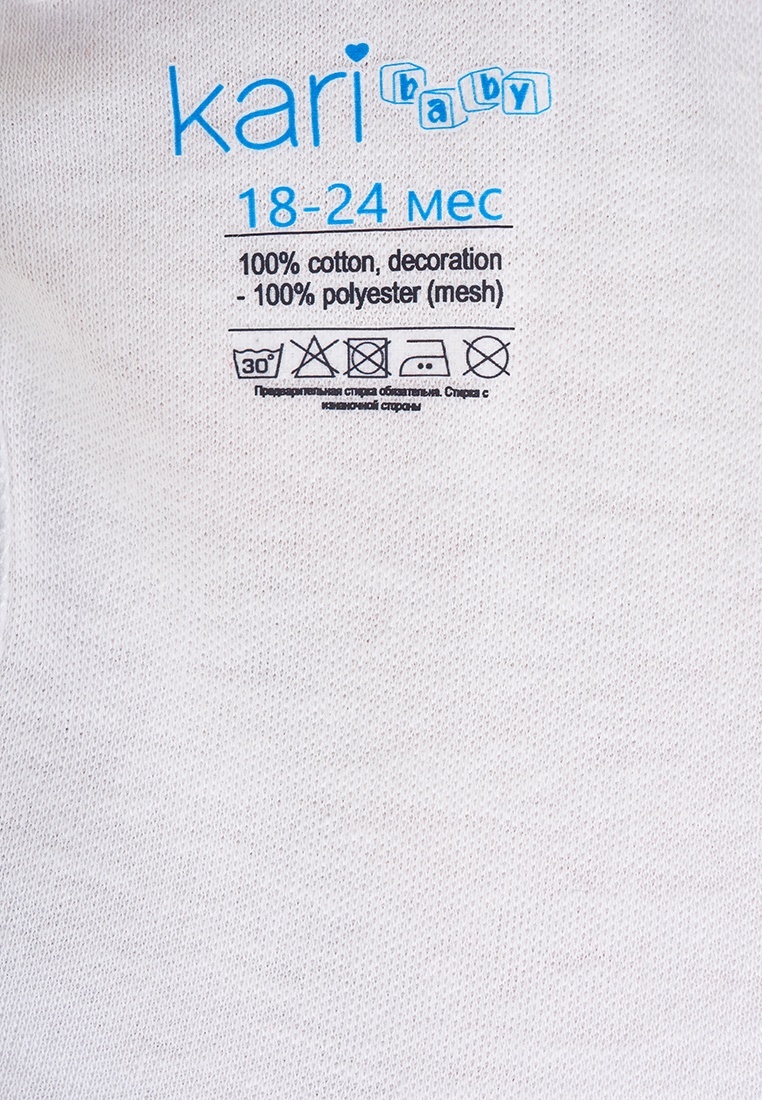 kari baby
18-24 мес
100% cotton, decoration
- 100% polyester (mesh)
30°
Предварительная стирка обязательна. Стирка с
изнаночной стороны